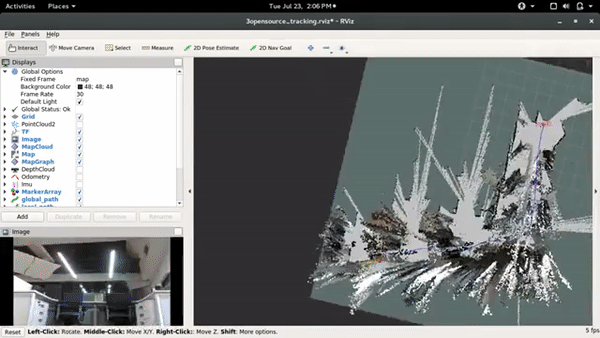 Activities Places Tue Jul 23, 2:06 PM
3opensource_tracking.rviz* - RViz
File Panels Help
Interact Move Camera Select Measure 2D Pose Estimate 2D Nav Goal
Displays
Global Options
Fixed Frame map
Background Color 48; 48; 48
Frame Rate 30
Default Light
Global Status: Ok
Grid
PointCloud2
TF
Image
MapCloud
Map
MapGraph
DepthCloud
Odometry
Imu
MarkerArray
global_path
Add Duplicate Remove Rename
Image
Reset Left-Click: Rotate. Middle-Click: Move X/Y. Right-Click:: Move Z. Shift: More options. 5 fps